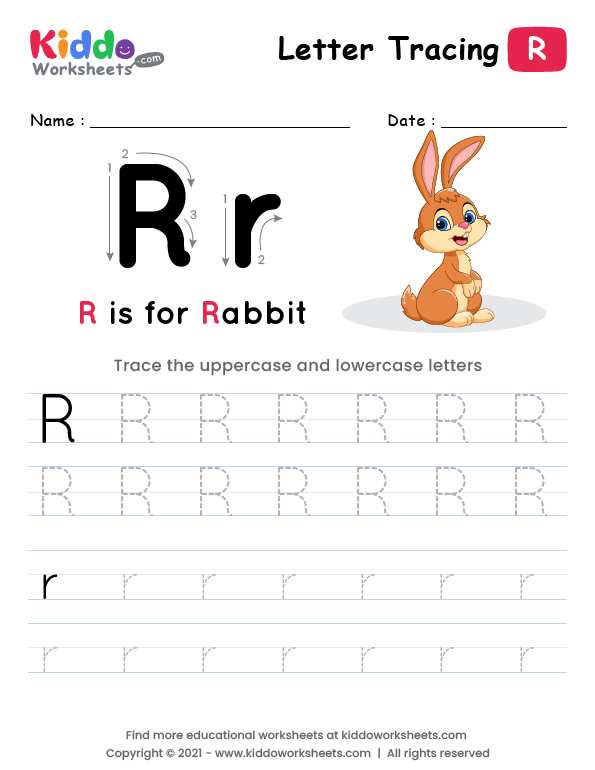 Kiddo
Worksheets.com
Letter Tracing R
Name : Date :
1 2 3 R 1 2 r
R is for Rabbit
Trace the uppercase and lowercase letters
R R R R R R R
R R R R R R R
r r r r r r r
r r r r r r r
Find more educational worksheets at kiddoworksheets.com
Copyright © 2021 - www.kiddoworksheets.com | All rights reserved